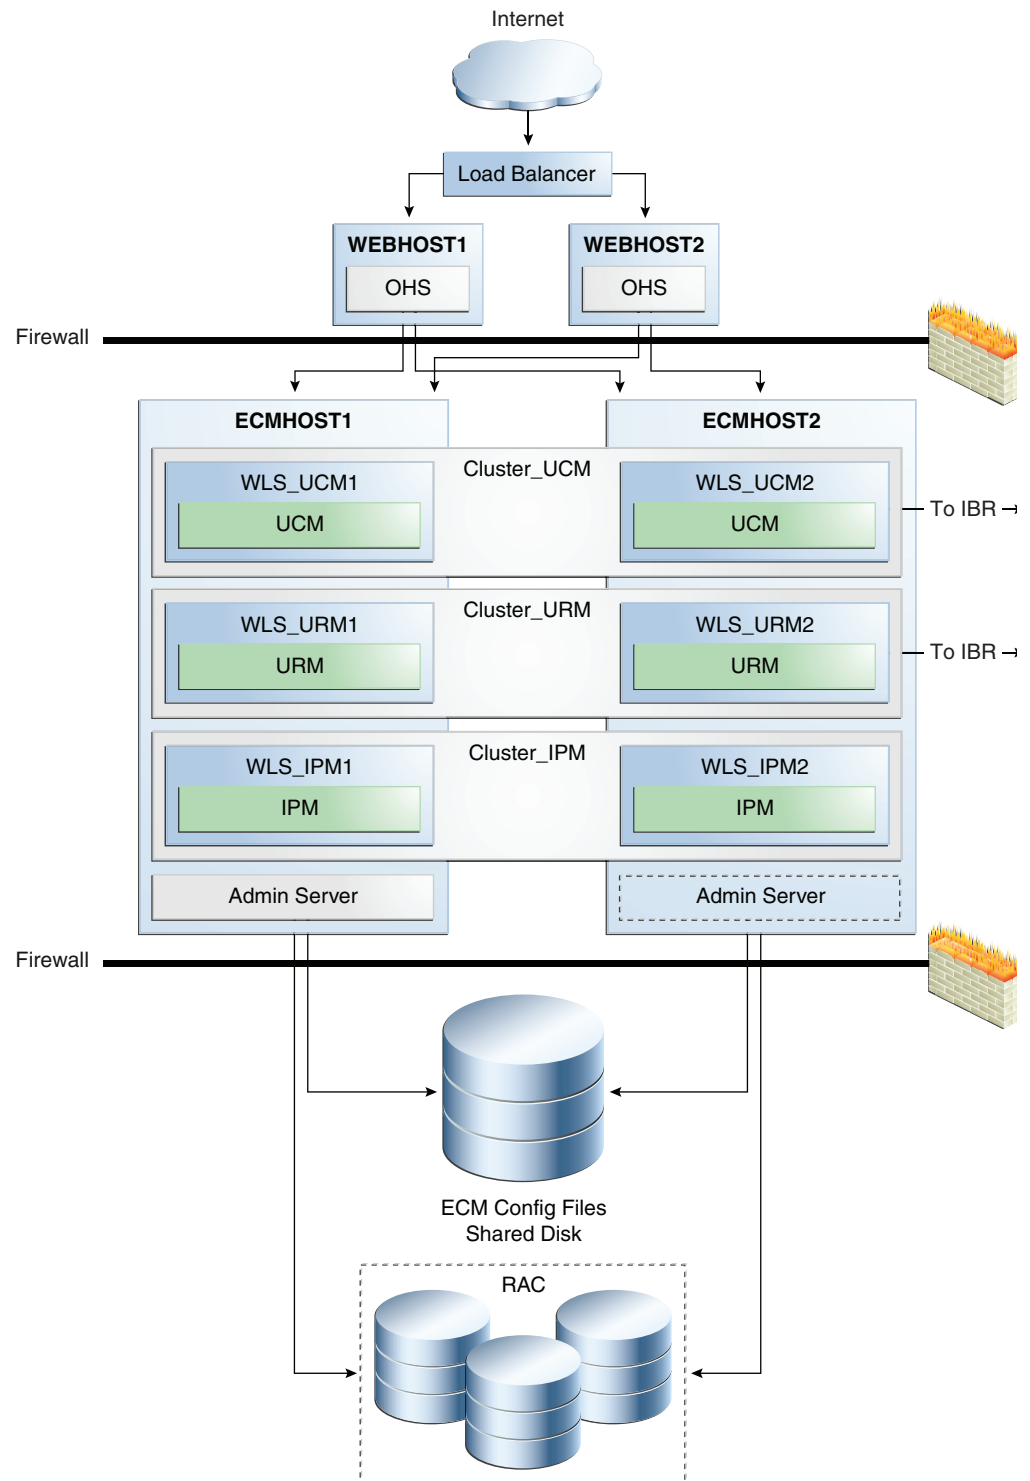 Internet
Load Balancer
WEBHOST1
WEBHOST2
OHS
OHS
Firewall
ECMHOST1
ECMHOST2
Cluster_UCM
WLS_UCM1
WLS_UCM2
UCM
UCM
To IBR
Cluster_URM
WLS_URM1
WLS_URM2
URM
URM
To IBR
Cluster_IPM
WLS_IPM1
WLS_IPM2
IPM
IPM
Admin Server
Admin Server
Firewall
ECM Config Files
Shared Disk
RAC